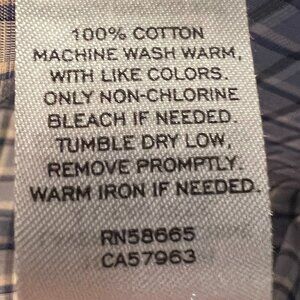 100% COTTON
MACHINE WASH WARM,
WITH LIKE COLORS.
ONLY NON-CHLORINE
BLEACH IF NEEDED.
TUMBLE DRY LOW,
REMOVE PROMPTLY.
WARM IRON IF NEEDED.
RN58665
CA57963